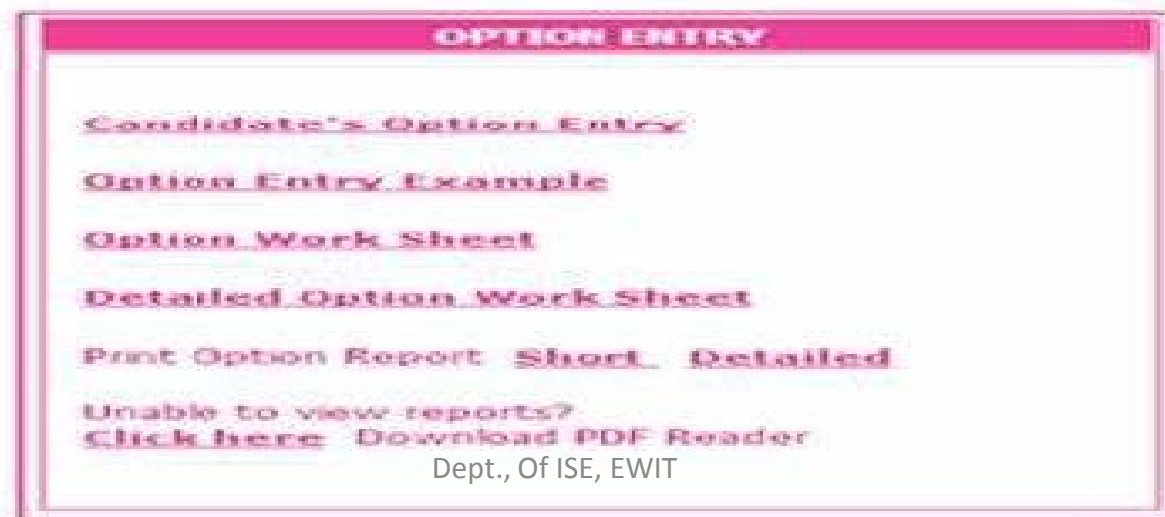 OPTION ENTRY
Candidate's Option Entry
Option Entry Example
Option Work Sheet
Detailed Option Work Sheet
Print Option Report Short Detailed
Unable to view reports?
Click here Download PDF Reader
Dept., Of ISE, EWIT